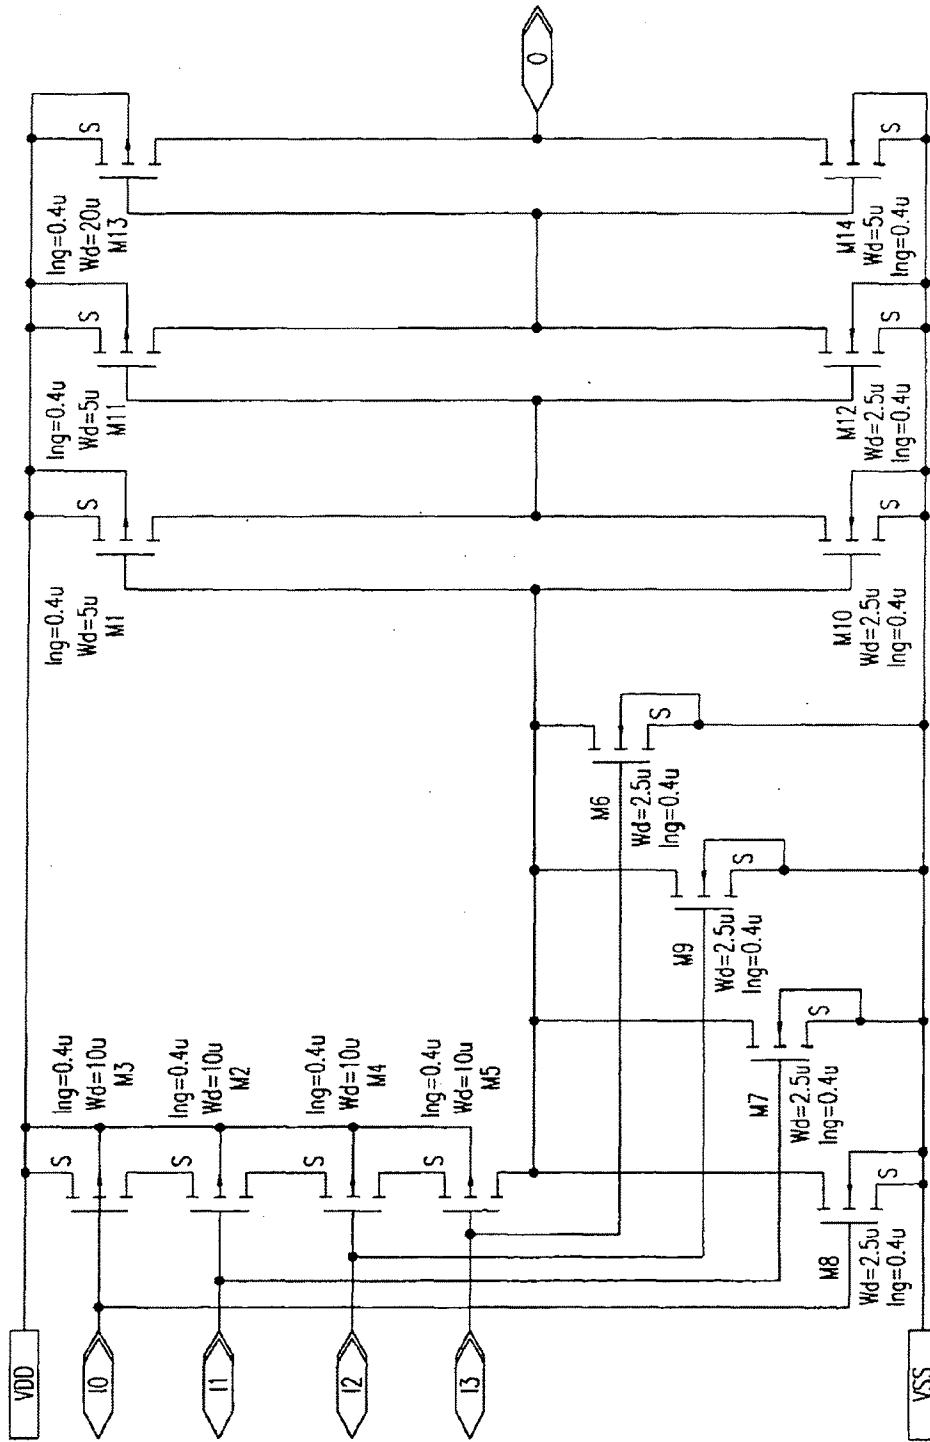 VDD
I0
I1
I2
I3
VSS
lng=0.4u
Wd=10u
M3
S
lng=0.4u
Wd=10u
M2
S
lng=0.4u
Wd=10u
M4
S
lng=0.4u
Wd=10u
M5
S
M8
Wd=2.5u
lng=0.4u
S
M7
Wd=2.5u
lng=0.4u
S
M9
Wd=2.5u
lng=0.4u
S
M6
Wd=2.5u
lng=0.4u
S
lng=0.4u
Wd=5u
M1
S
M10
Wd=2.5u
lng=0.4u
S
lng=0.4u
Wd=5u
M11
S
M12
Wd=2.5u
lng=0.4u
S
lng=0.4u
Wd=20u
M13
S
M14
Wd=5u
lng=0.4u
S
O